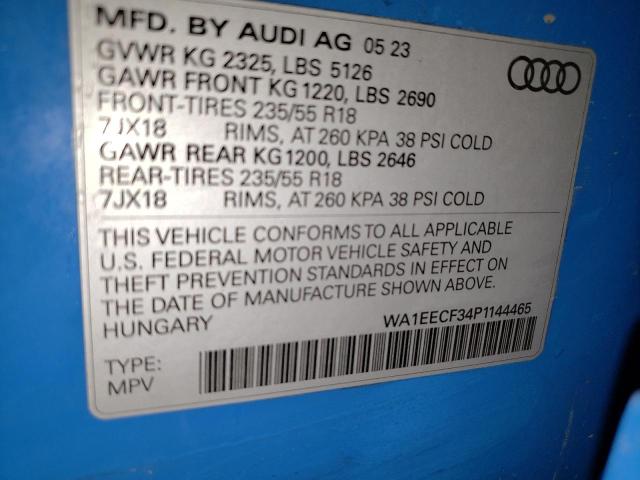 MFD. BY AUDI AG 05 23
GVWR KG 2325, LBS 5126
GAWR FRONT KG 1220, LBS 2690
FRONT-TIRES 235/55 R18
7JX18 RIMS, AT 260 KPA 38 PSI COLD
GAWR REAR KG 1200, LBS 2646
REAR-TIRES 235/55 R18
7JX18 RIMS, AT 260 KPA 38 PSI COLD
THIS VEHICLE CONFORMS TO ALL APPLICABLE
U.S. FEDERAL MOTOR VEHICLE SAFETY AND
THEFT PREVENTION STANDARDS IN EFFECT ON
THE DATE OF MANUFACTURE SHOWN ABOVE.
HUNGARY WA1EECF34P1144465
TYPE:
MPV